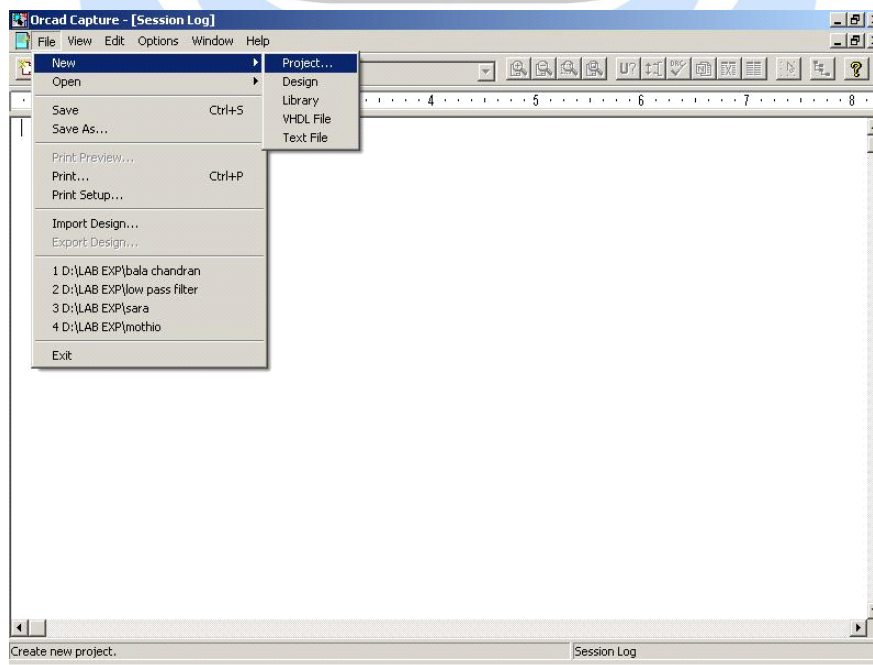 Orcad Capture - [Session Log]
File View Edit Options Window Help
New
Open
Save Ctrl+S
Save As...
Print Preview...
Print... Ctrl+P
Print Setup...
Import Design...
Export Design...
1 D:\LAB EXP\bala chandran
2 D:\LAB EXP\low pass filter
3 D:\LAB EXP\sara
4 D:\LAB EXP\mothio
Exit
Project...
Design
Library
VHDL File
Text File
U?
4 5 6 7 8
Create new project. Session Log